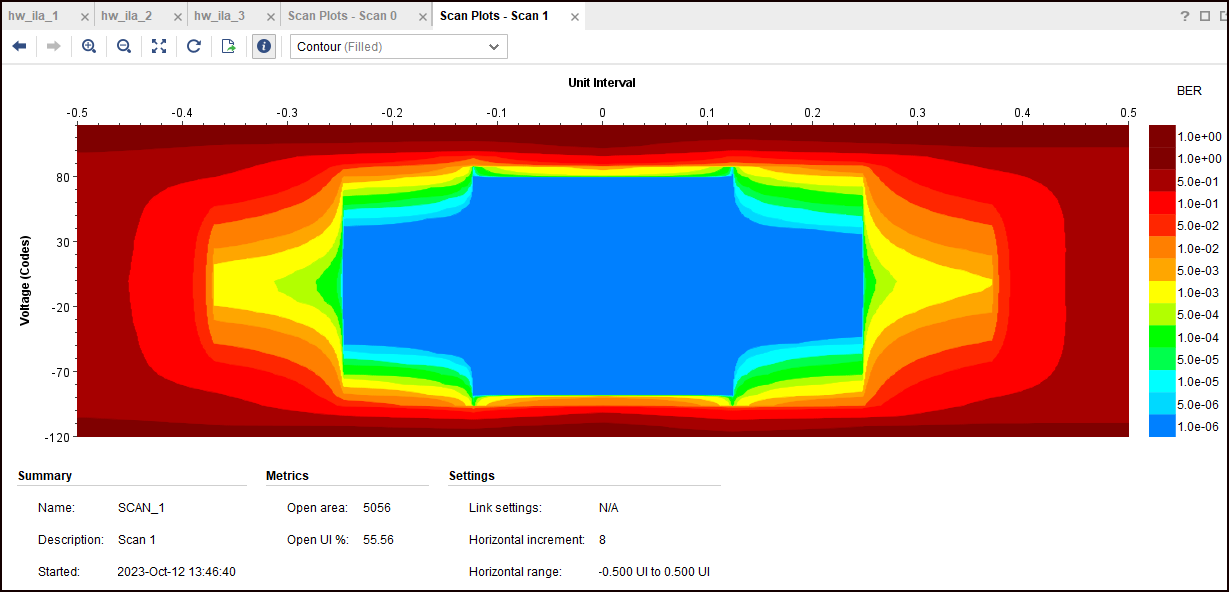 hw_ila_1 hw_ila_2 hw_ila_3 Scan Plots - Scan 0 Scan Plots - Scan 1
Contour (Filled)
Unit Interval
BER
-0.5 -0.4 -0.3 -0.2 -0.1 0 0.1 0.2 0.3 0.4 0.5
Voltage (Codes)
80
30
-20
-70
-120
1.0e+00
1.0e+00
5.0e-01
1.0e-01
5.0e-02
1.0e-02
5.0e-03
1.0e-03
5.0e-04
1.0e-04
5.0e-05
1.0e-05
5.0e-06
1.0e-06
Summary Metrics Settings
Name: SCAN_1 Open area: 5056 Link settings: N/A
Description: Scan 1 Open UI %: 55.56 Horizontal increment: 8
Started: 2023-Oct-12 13:46:40 Horizontal range: -0.500 UI to 0.500 UI